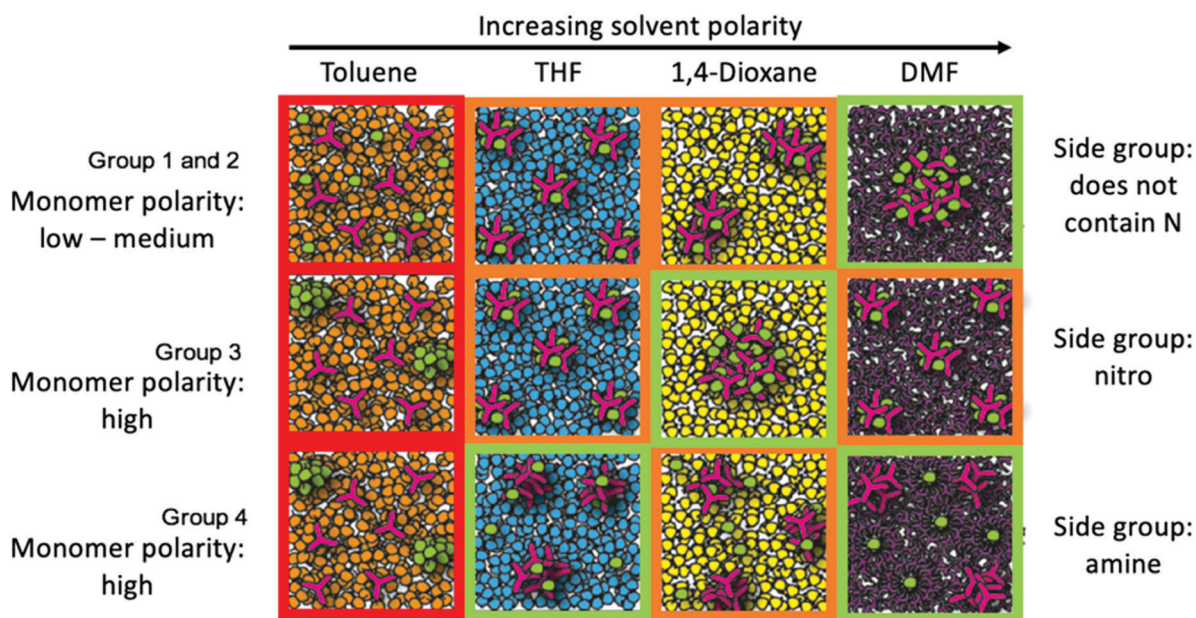 Increasing solvent polarity
Toluene THF 1,4-Dioxane DMF
Group 1 and 2
Monomer polarity:
low – medium
Side group:
does not
contain N
Group 3
Monomer polarity:
high
Side group:
nitro
Group 4
Monomer polarity:
high
Side group:
amine